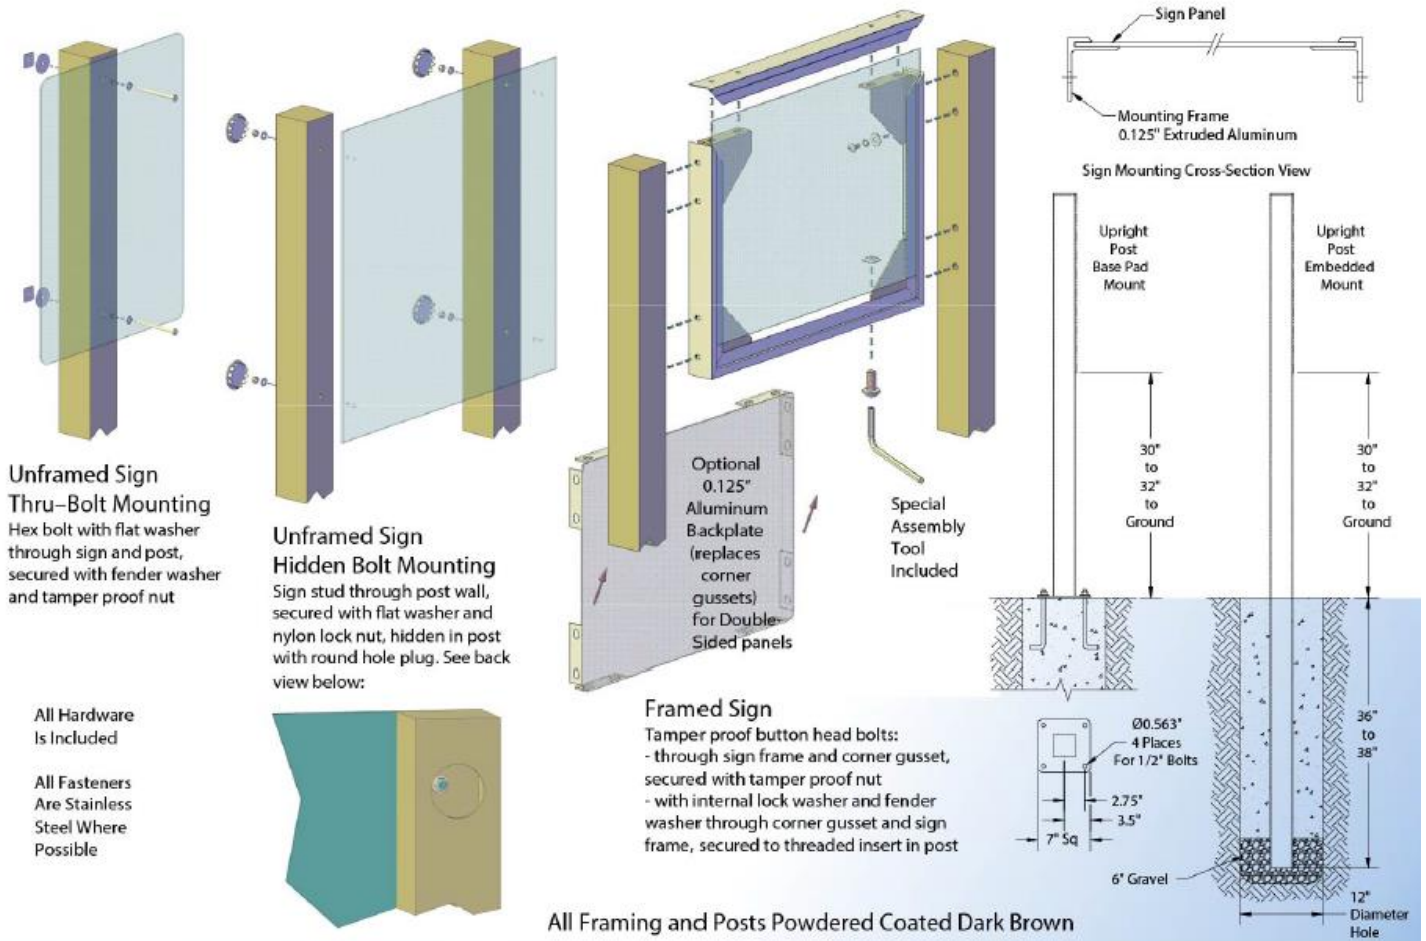 Sign Panel
Mounting Frame
0.125" Extruded Aluminum
Sign Mounting Cross-Section View
Upright
Post
Base Pad
Mount
Upright
Post
Embedded
Mount
30"
to
32"
to
Ground
30"
to
32"
to
Ground
Unframed Sign
Thru-Bolt Mounting
Hex bolt with flat washer
through sign and post,
secured with fender washer
and tamper proof nut
Unframed Sign
Hidden Bolt Mounting
Sign stud through post wall,
secured with flat washer and
nylon lock nut, hidden in post
with round hole plug. See back
view below:
Optional
0.125"
Aluminum
Backplate
(replaces
corner
gussets)
for Double-
Sided panels
Special
Assembly
Tool
Included
All Hardware
Is Included
All Fasteners
Are Stainless
Steel Where
Possible
Framed Sign
Tamper proof button head bolts:
- through sign frame and corner gusset,
secured with tamper proof nut
- with internal lock washer and fender
washer through corner gusset and sign
frame, secured to threaded insert in post
Ø0.563"
4 Places
For 1/2" Bolts
2.75"
3.5"
7" Sq
36"
to
38"
6" Gravel
12"
Diameter
Hole
All Framing and Posts Powdered Coated Dark Brown